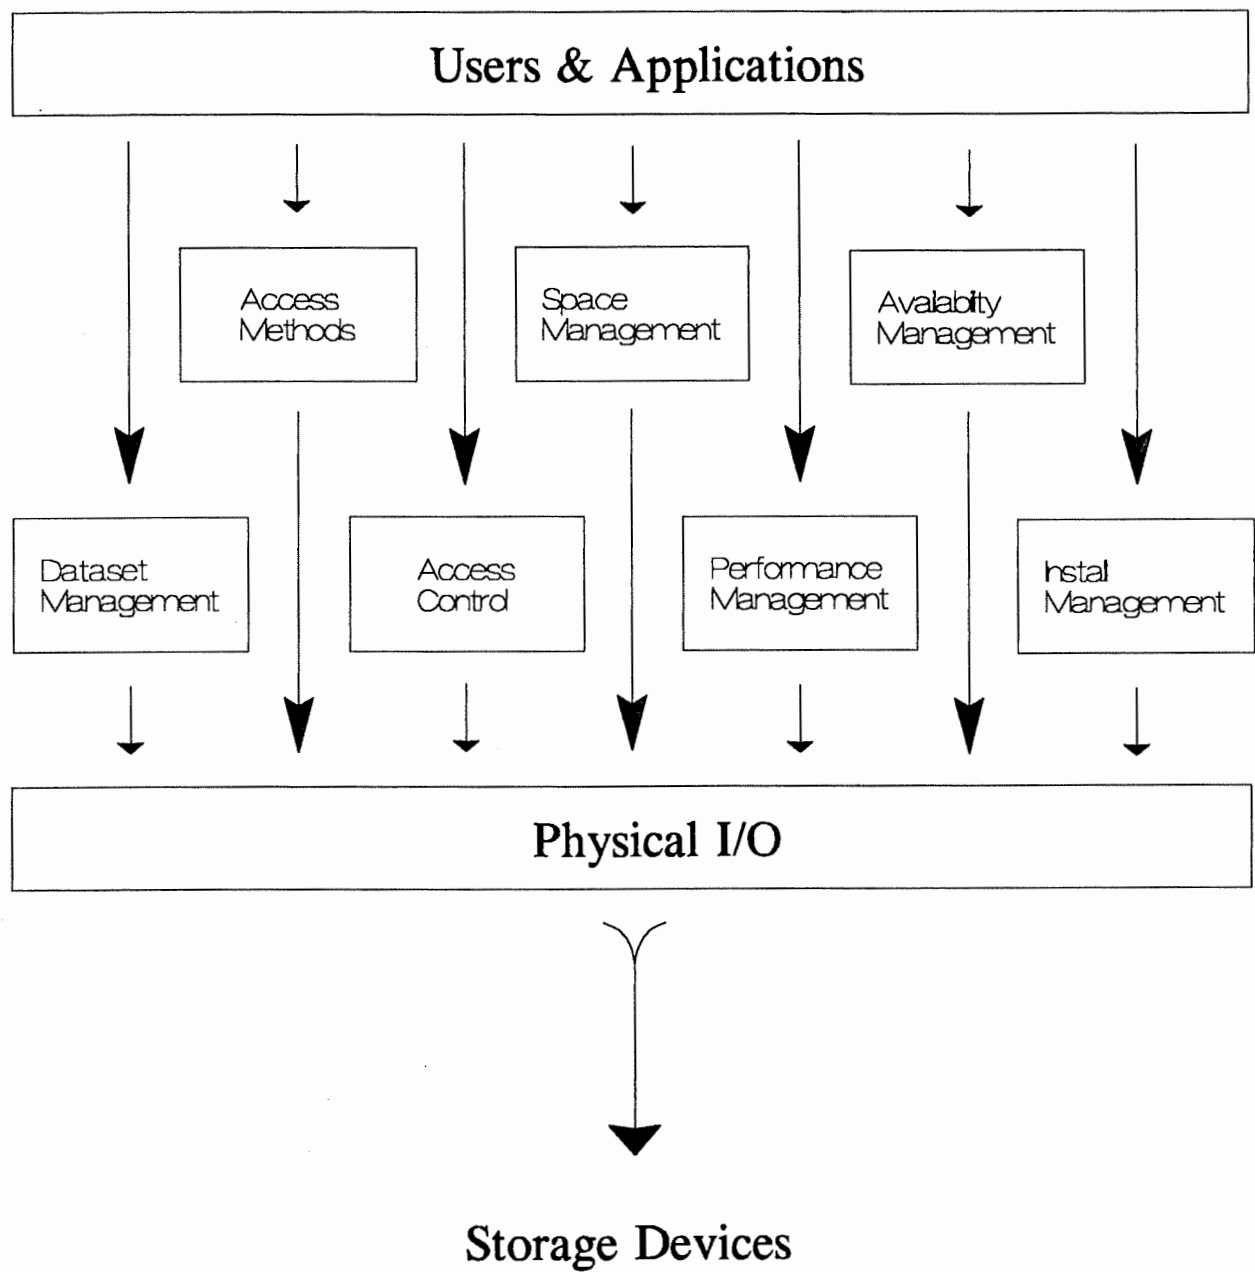 Users & Applications
Access
Methods
Space
Management
Availability
Management
Dataset
Management
Access
Control
Performance
Management
Install
Management
Physical I/O
Storage Devices